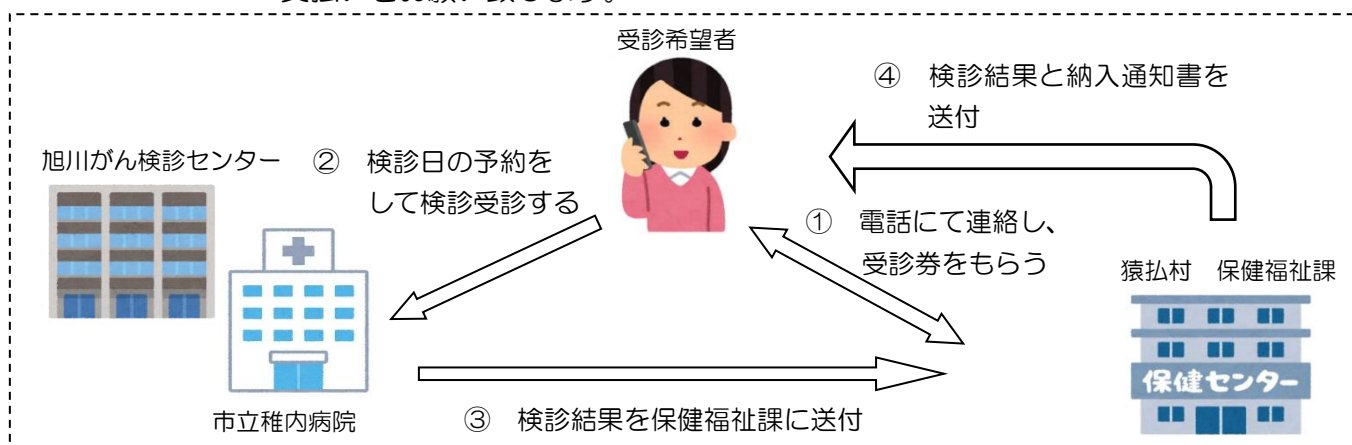 受診希望者
④ 検診結果と納入通知書を
送付
旭川がん検診センター
② 検診日の予約を
して検診受診する
① 電話にて連絡し、
受診券をもらう
猿払村 保健福祉課
保健センター
市立稚内病院
③ 検診結果を保健福祉課に送付